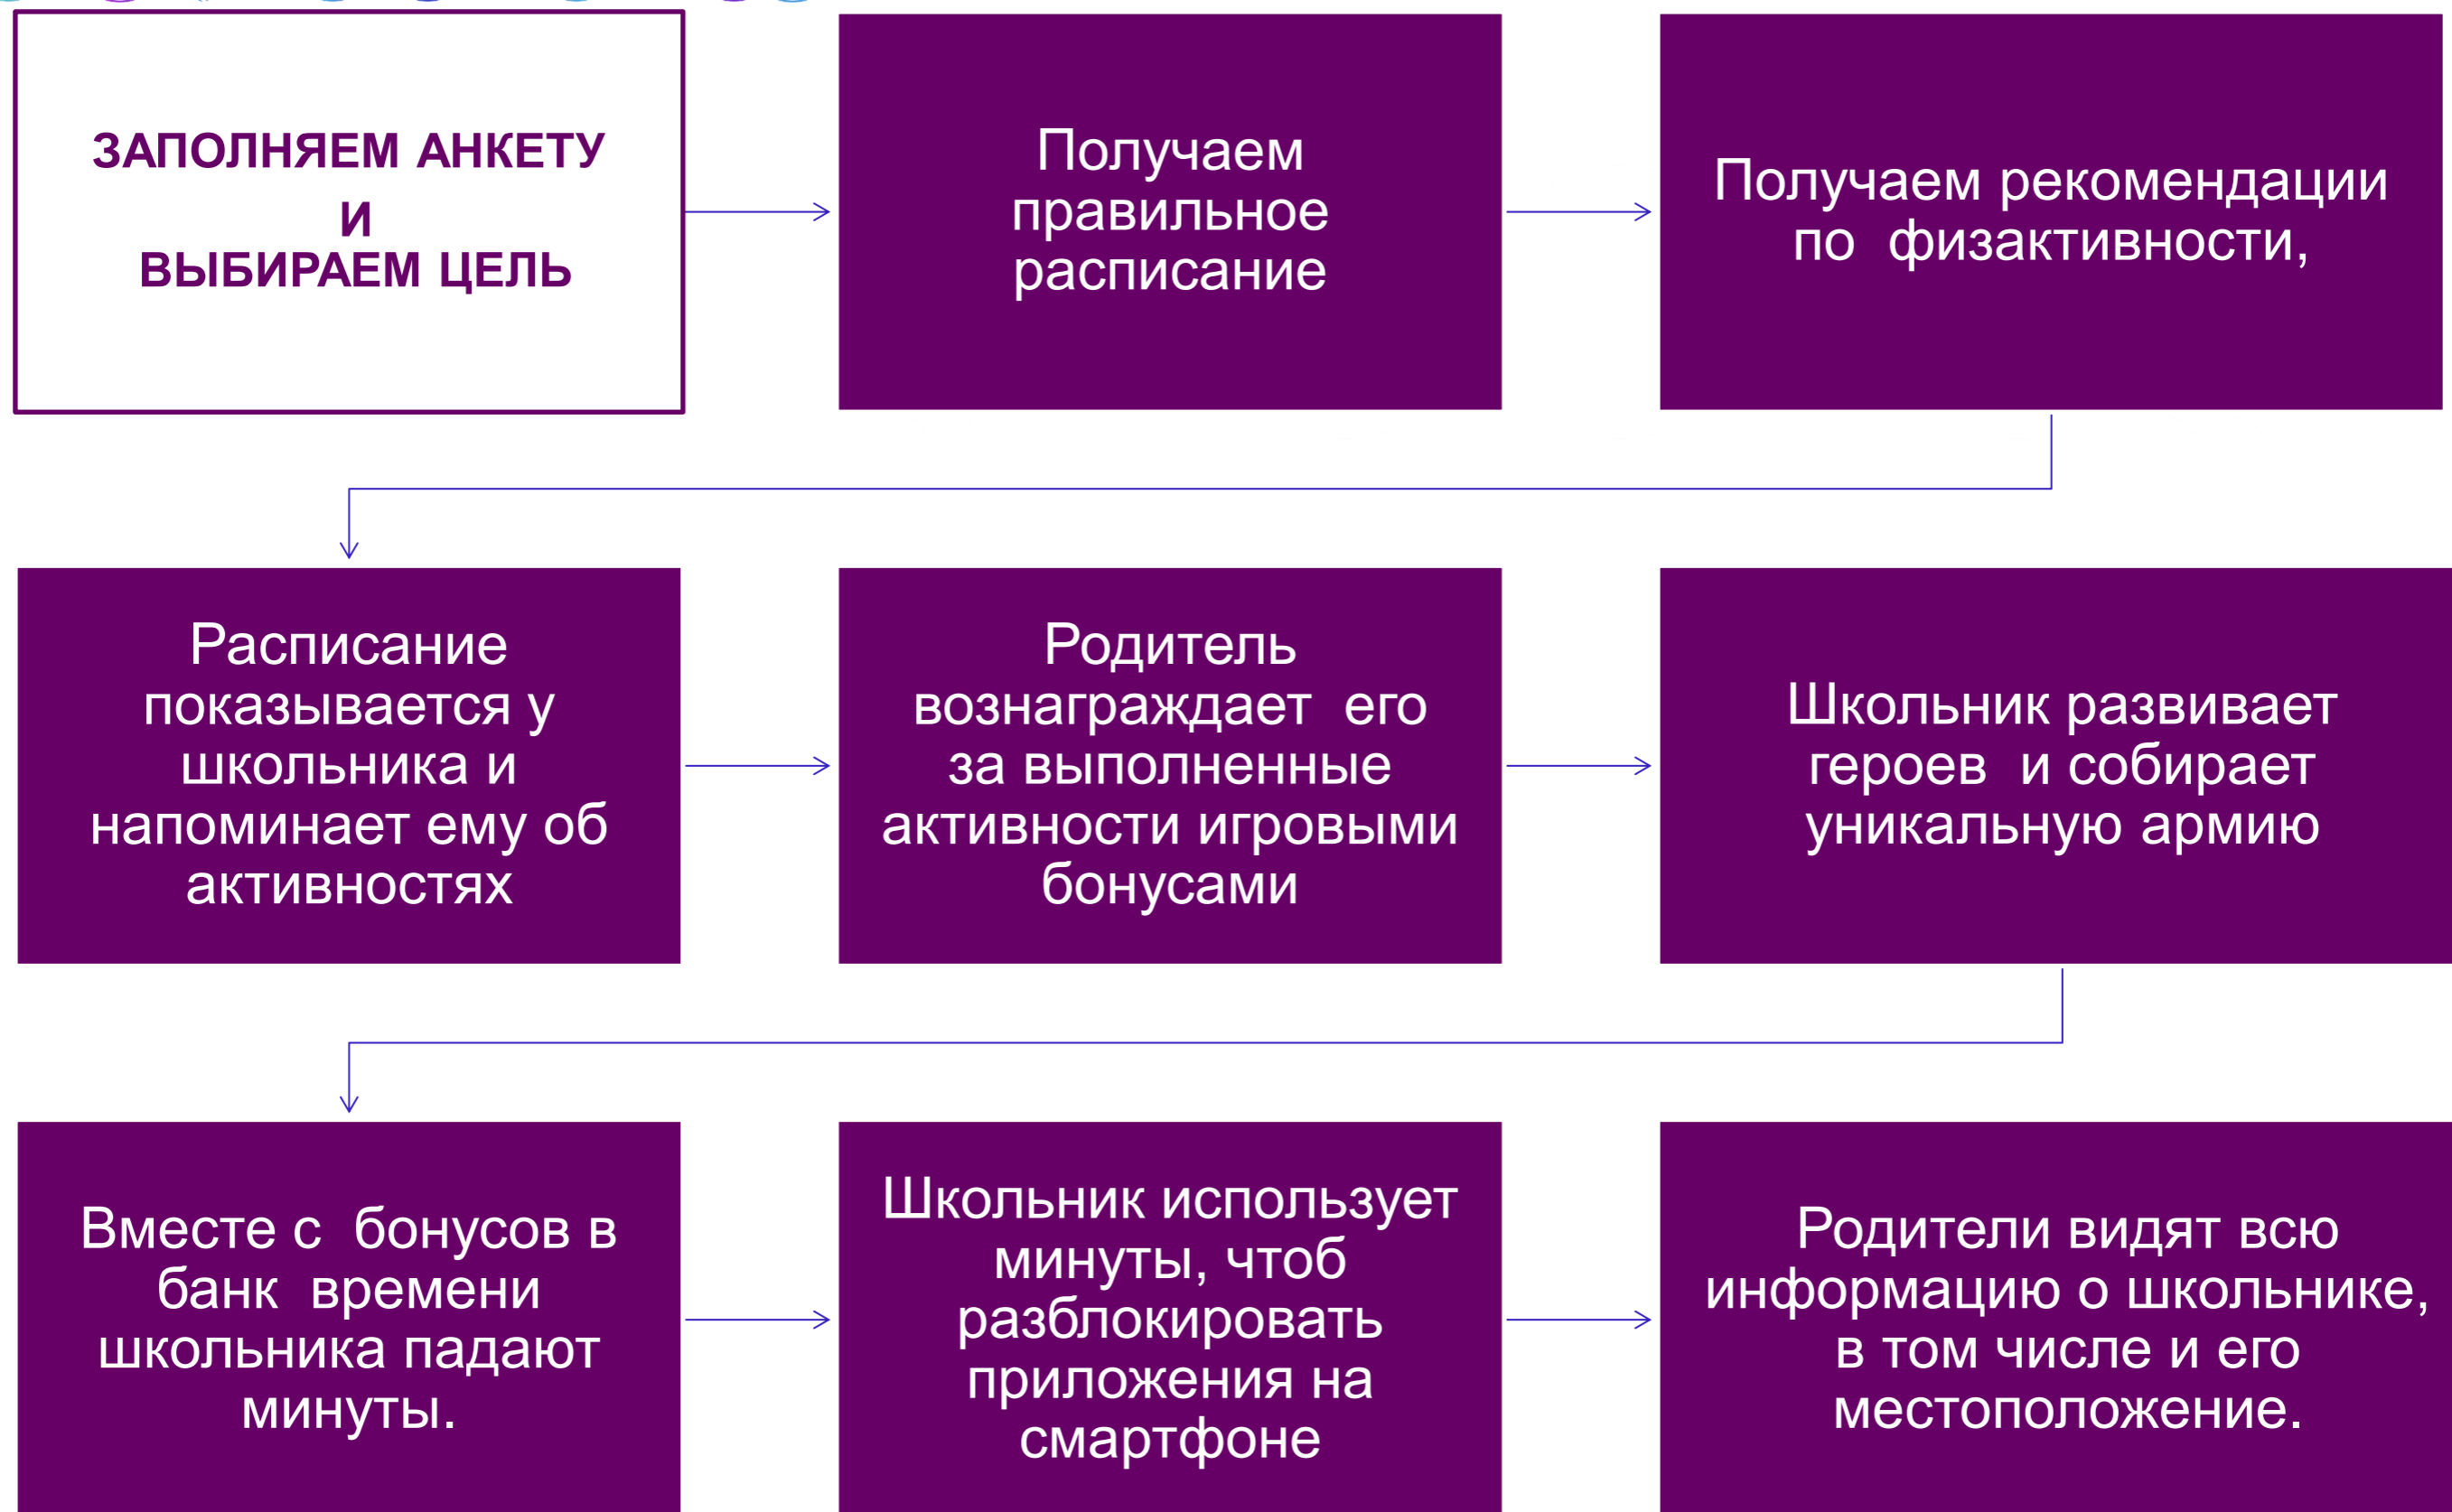 ЗАПОЛНЯЕМ АНКЕТУ
И
ВЫБИРАЕМ ЦЕЛЬ
Получаем
правильное
расписание
Получаем рекомендации
по физактивности,
Расписание
показывается у
школьника и
напоминает ему об
активностях
Родитель
вознаграждает его
за выполненные
активности игровыми
бонусами
Школьник развивает
героев и собирает
уникальную армию
Вместе с бонусов в
банк времени
школьника падают
минуты.
Школьник использует
минуты, чтоб
разблокировать
приложения на
смартфоне
Родители видят всю
информацию о школьнике,
в том числе и его
местоположение.